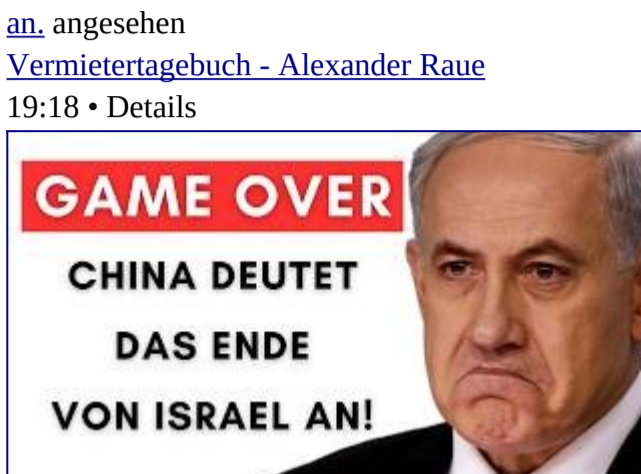 an. angesehen
Vermietertagebuch - Alexander Raue
19:18 • Details
GAME OVER
CHINA DEUTET
DAS ENDE
VON ISRAEL AN!